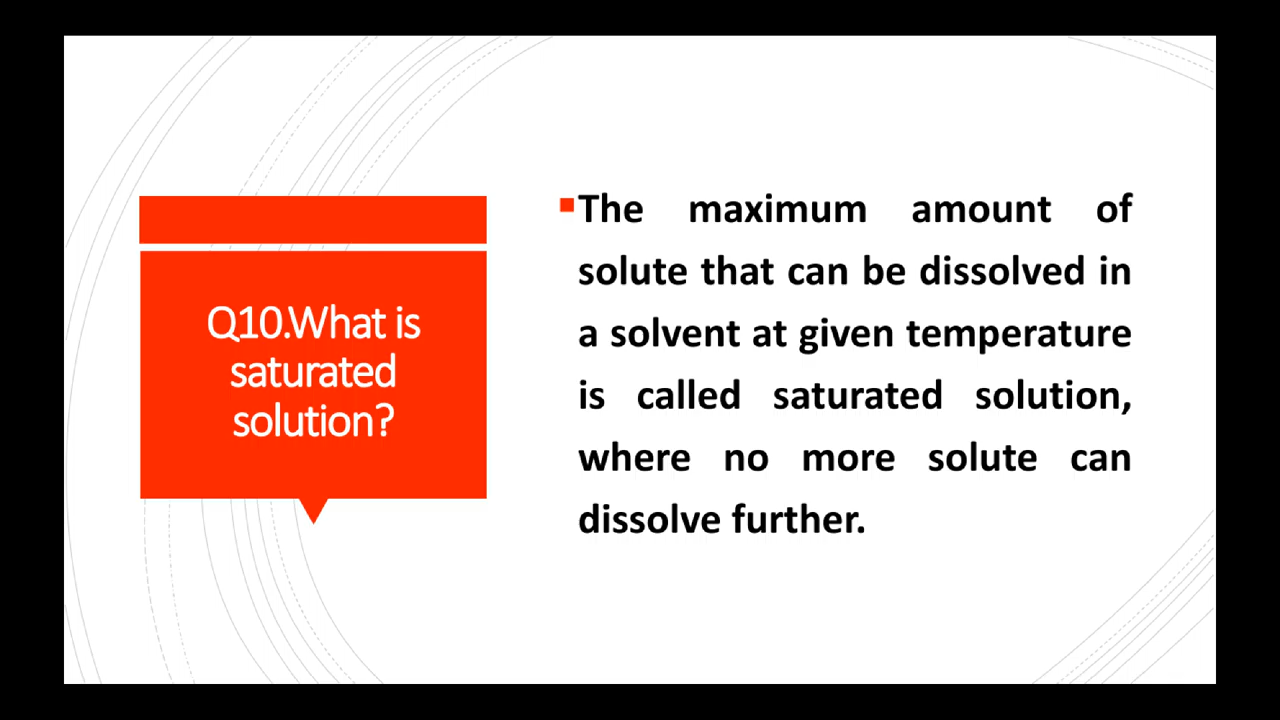 Q10.What is
saturated
solution?
The maximum amount of
solute that can be dissolved in
a solvent at given temperature
is called saturated solution,
where no more solute can
dissolve further.